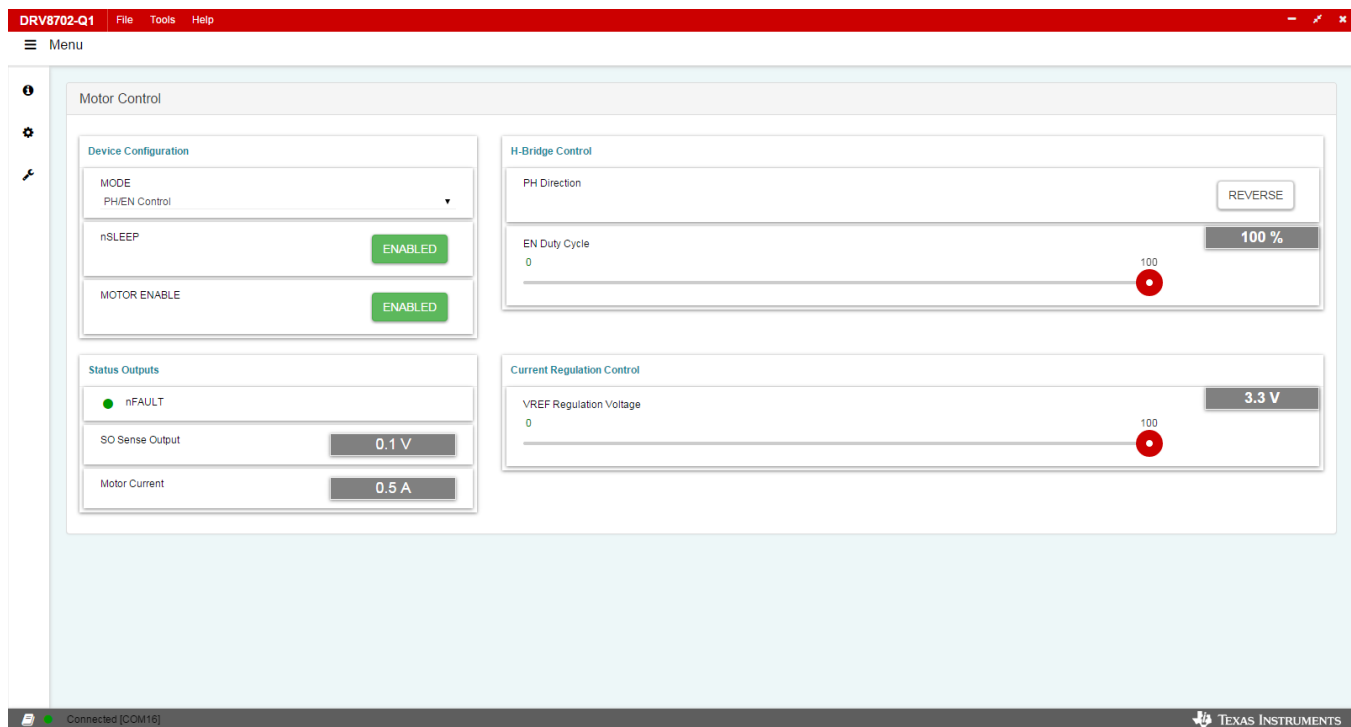 DRV8702-Q1 File Tools Help
Menu
Motor Control
Device Configuration
MODE
PH/EN Control
nSLEEP
ENABLED
MOTOR ENABLE
ENABLED
H-Bridge Control
PH Direction
REVERSE
EN Duty Cycle
100 %
0 100
Status Outputs
nFAULT
SO Sense Output
0.1 V
Motor Current
0.5 A
Current Regulation Control
VREF Regulation Voltage
3.3 V
0 100
Connected [COM16]
TEXAS INSTRUMENTS